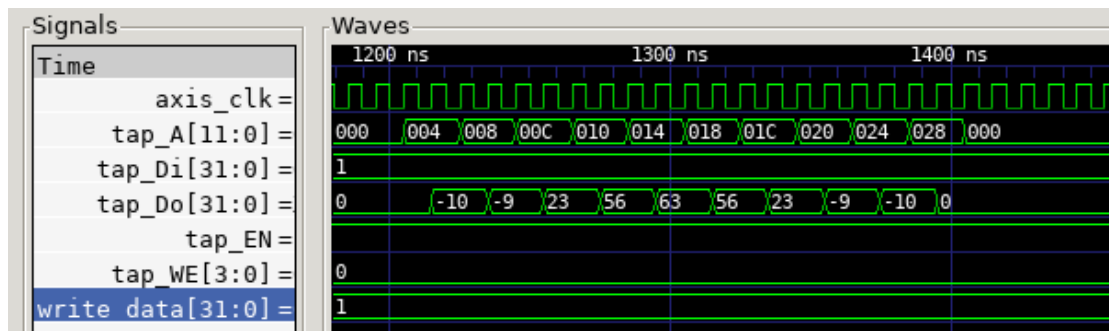 Signals Waves
Time 1200 ns 1300 ns 1400 ns
axis_clk=
tap_A[11:0]= 000 004 008 00C 010 014 018 01C 020 024 028 000
tap_Di[31:0]= 1
tap_Do[31:0]= 0 -10 -9 23 56 63 56 23 -9 -10 0
tap_EN=
tap_WE[3:0]= 0
write_data[31:0]= 1